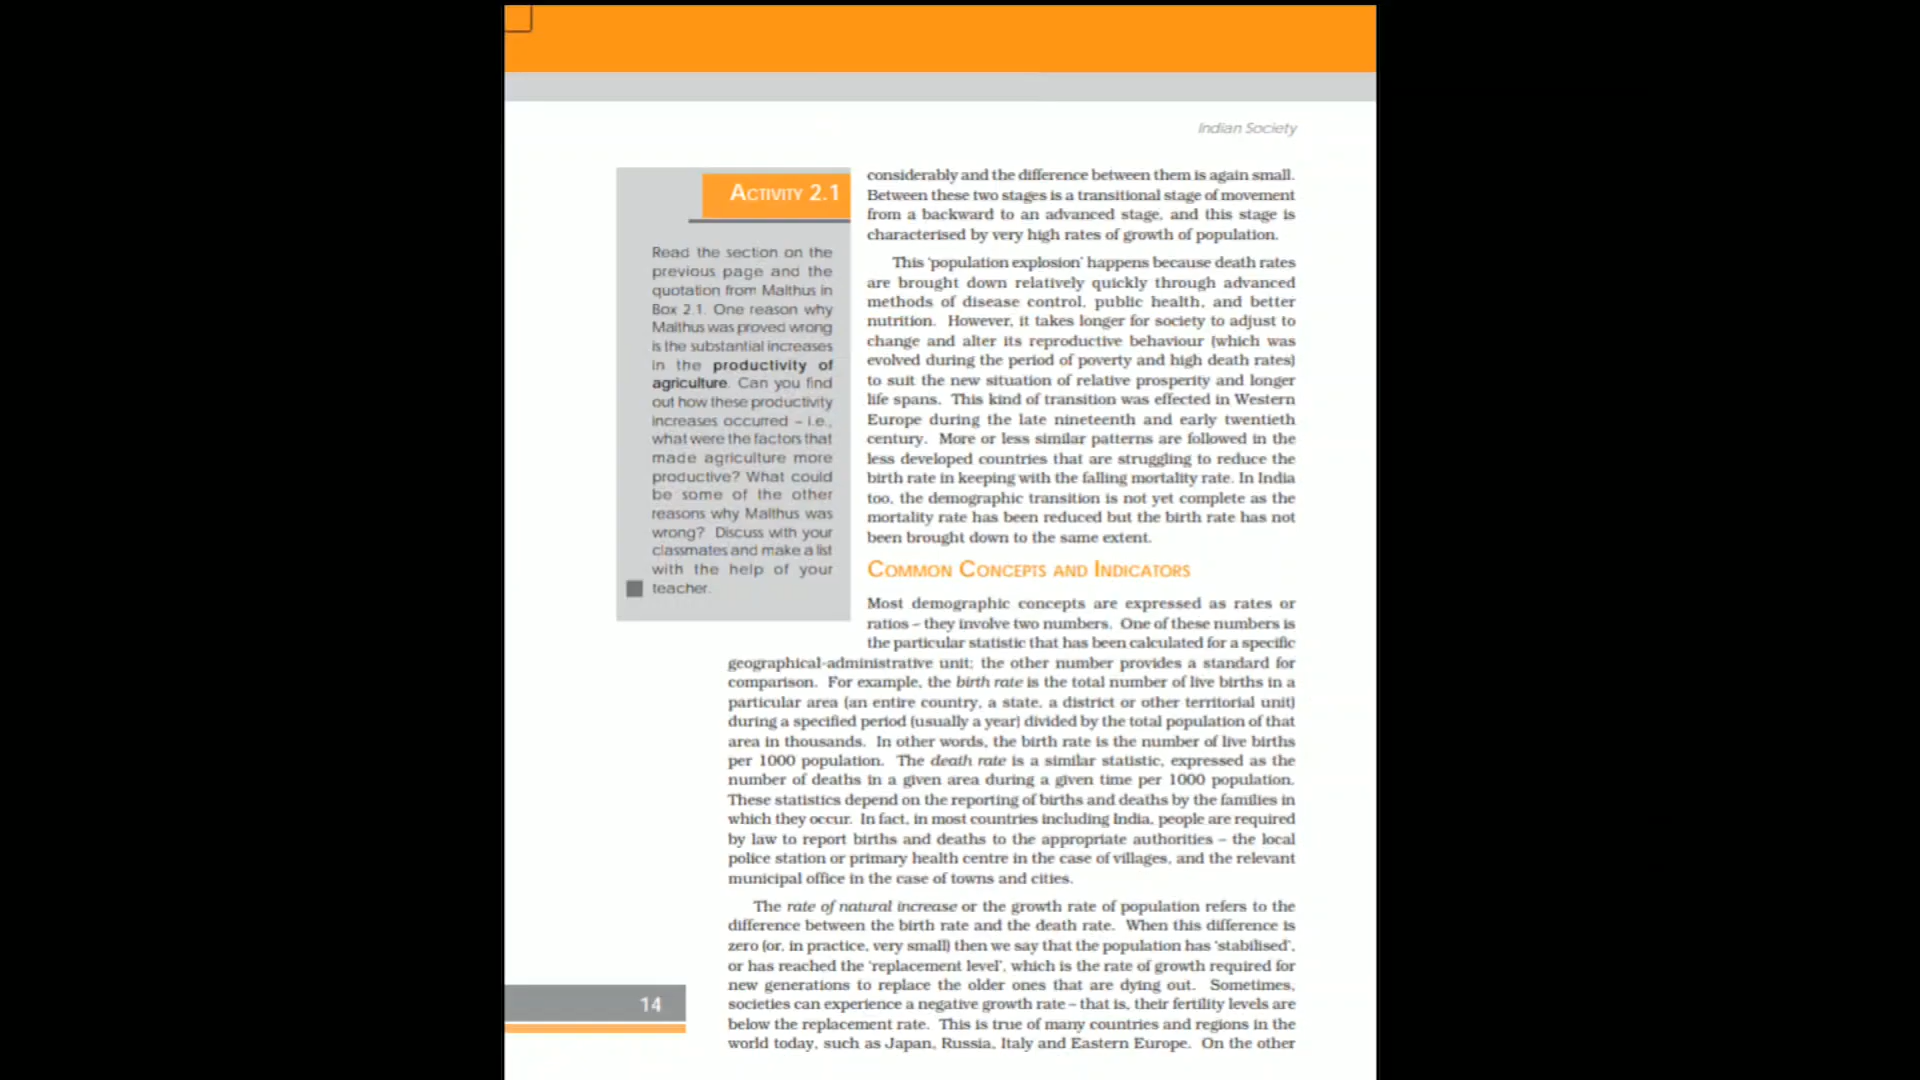 Indian Society
ACTIVITY 2.1
Read the section on the
previous page and the
quotation from Malthus in
Box 2.1. One reason why
Malthus was proved wrong
is the substantial increases
in the productivity of
agriculture. Can you find
out how these productivity
increases occurred – i.e.,
what were the factors that
made agriculture more
productive? What could
be some of the other
reasons why Malthus was
wrong? Discuss with your
classmates and make a list
with the help of your
teacher.
considerably and the difference between them is again small.
Between these two stages is a transitional stage of movement
from a backward to an advanced stage, and this stage is
characterised by very high rates of growth of population.
This ‘population explosion’ happens because death rates
are brought down relatively quickly through advanced
methods of disease control, public health, and better
nutrition. However, it takes longer for society to adjust to
change and alter its reproductive behaviour (which was
evolved during the period of poverty and high death rates)
to suit the new situation of relative prosperity and longer
life spans. This kind of transition was effected in Western
Europe during the late nineteenth and early twentieth
century. More or less similar patterns are followed in the
less developed countries that are struggling to reduce the
birth rate in keeping with the falling mortality rate. In India
too, the demographic transition is not yet complete as the
mortality rate has been reduced but the birth rate has not
been brought down to the same extent.
COMMON CONCEPTS AND INDICATORS
Most demographic concepts are expressed as rates or
ratios – they involve two numbers. One of these numbers is
the particular statistic that has been calculated for a specific
geographical-administrative unit; the other number provides a standard for
comparison. For example, the birth rate is the total number of live births in a
particular area (an entire country, a state, a district or other territorial unit)
during a specified period (usually a year) divided by the total population of that
area in thousands. In other words, the birth rate is the number of live births
per 1000 population. The death rate is a similar statistic, expressed as the
number of deaths in a given area during a given time per 1000 population.
These statistics depend on the reporting of births and deaths by the families in
which they occur. In fact, in most countries including India, people are required
by law to report births and deaths to the appropriate authorities – the local
police station or primary health centre in the case of villages, and the relevant
municipal office in the case of towns and cities.
The rate of natural increase or the growth rate of population refers to the
difference between the birth rate and the death rate. When this difference is
zero (or, in practice, very small) then we say that the population has ‘stabilised’,
or has reached the ‘replacement level’, which is the rate of growth required for
new generations to replace the older ones that are dying out. Sometimes,
societies can experience a negative growth rate – that is, their fertility levels are
below the replacement rate. This is true of many countries and regions in the
world today, such as Japan, Russia, Italy and Eastern Europe. On the other
14